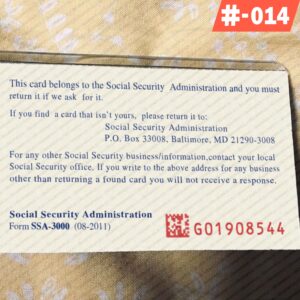 #-014
This card belongs to the Social Security Administration and you must
return it if we ask for it.
If you find a card that isn't yours, please return it to:
Social Security Administration
P.O. Box 33008, Baltimore, MD 21290-3008
For any other Social Security business/information,contact your local
Social Security office. If you write to the above address for any business
other than returning a found card you will not receive a response.
Social Security Administration
Form SSA-3000 (08-2011)
G01908544